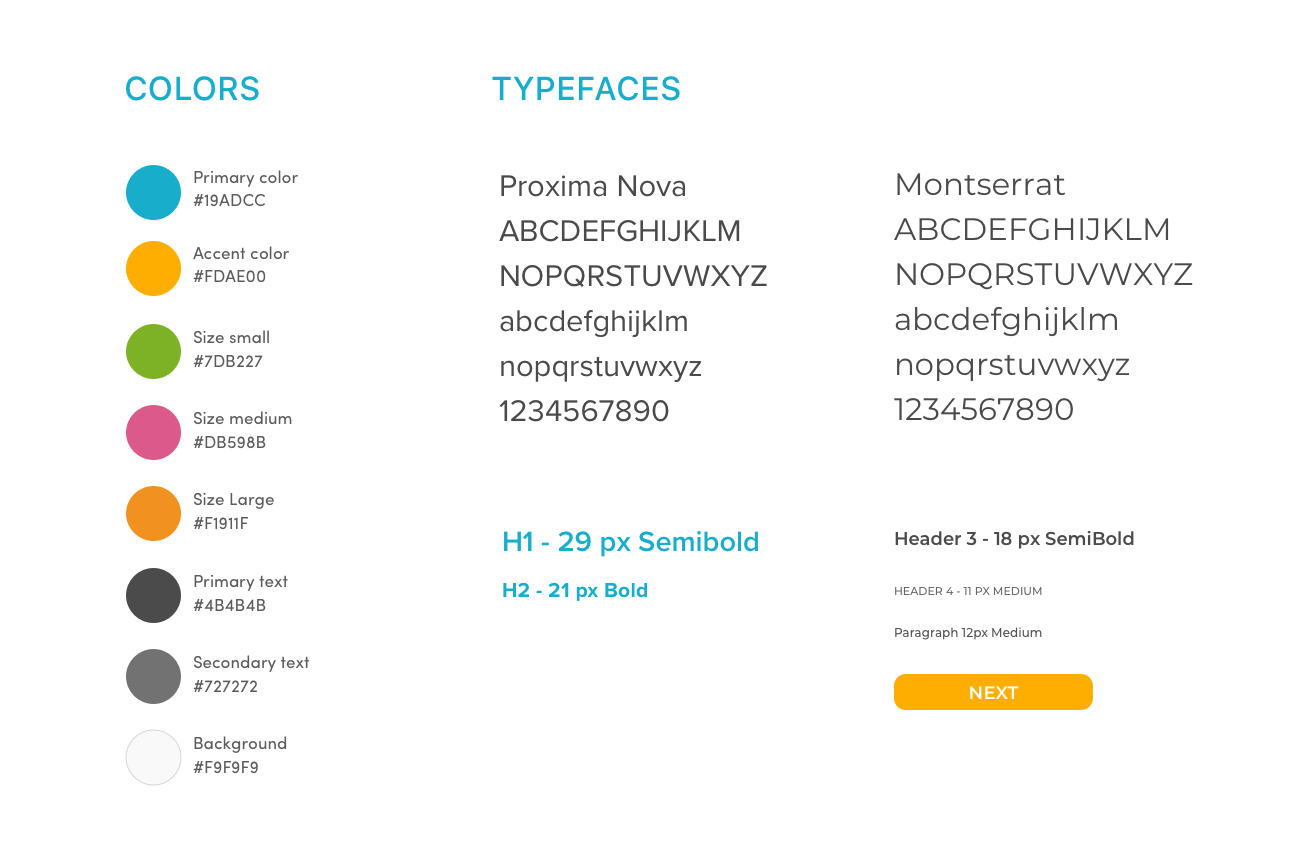 COLORS
Primary color
#19ADCC
Accent color
#FDAE00
Size small
#7DB227
Size medium
#DB598B
Size Large
#F1911F
Primary text
#4B4B4B
Secondary text
#727272
Background
#F9F9F9
TYPEFACES
Proxima Nova
ABCDEFGHIJKLM
NOPQRSTUVWXYZ
abcdefghijklm
nopqrstuvwxyz
1234567890
H1 - 29 px Semibold
H2 - 21 px Bold
Montserrat
ABCDEFGHIJKLM
NOPQRSTUVWXYZ
abcdefghijklm
nopqrstuvwxyz
1234567890
Header 3 - 18 px SemiBold
HEADER 4 - 11 PX MEDIUM
Paragraph 12px Medium
NEXT